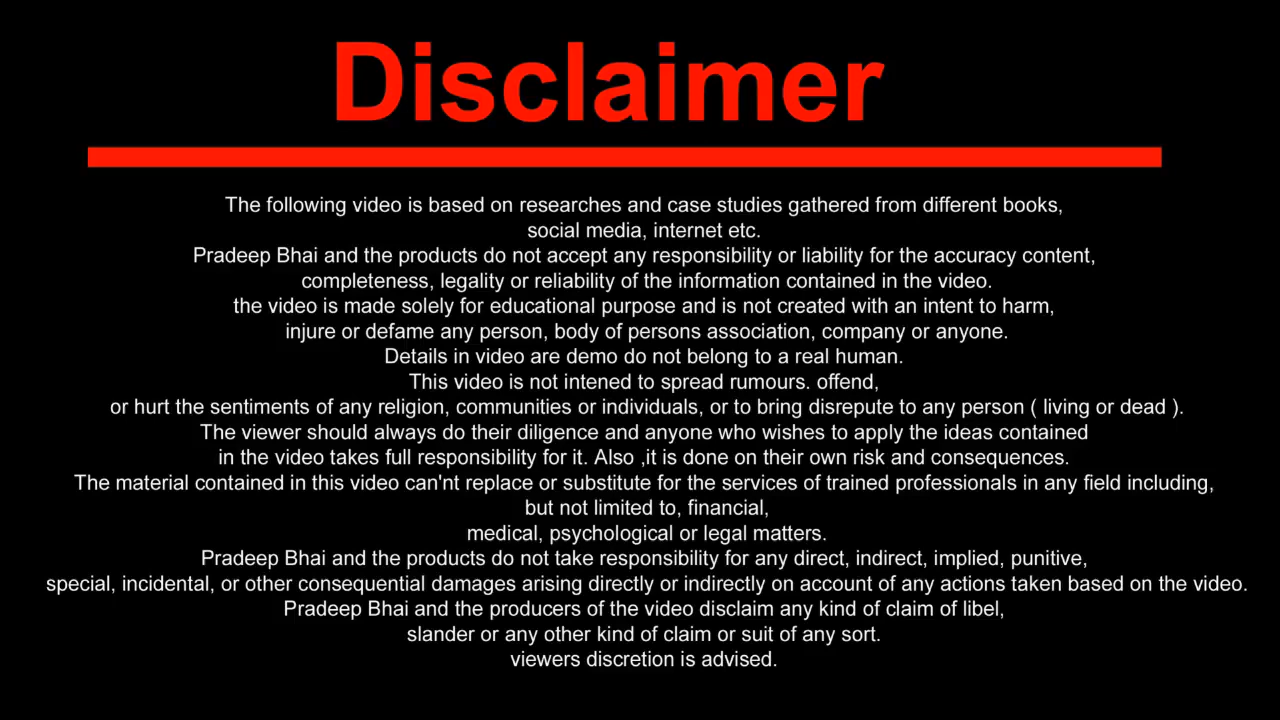 Disclaimer
The following video is based on researches and case studies gathered from different books,
social media, internet etc.
Pradeep Bhai and the products do not accept any responsibility or liability for the accuracy content,
completeness, legality or reliability of the information contained in the video.
the video is made solely for educational purpose and is not created with an intent to harm,
injure or defame any person, body of persons association, company or anyone.
Details in video are demo do not belong to a real human.
This video is not intened to spread rumours. offend,
or hurt the sentiments of any religion, communities or individuals, or to bring disrepute to any person ( living or dead ).
The viewer should always do their diligence and anyone who wishes to apply the ideas contained
in the video takes full responsibility for it. Also ,it is done on their own risk and consequences.
The material contained in this video can'nt replace or substitute for the services of trained professionals in any field including,
but not limited to, financial,
medical, psychological or legal matters.
Pradeep Bhai and the products do not take responsibility for any direct, indirect, implied, punitive,
special, incidental, or other consequential damages arising directly or indirectly on account of any actions taken based on the video.
Pradeep Bhai and the producers of the video disclaim any kind of claim of libel,
slander or any other kind of claim or suit of any sort.
viewers discretion is advised.